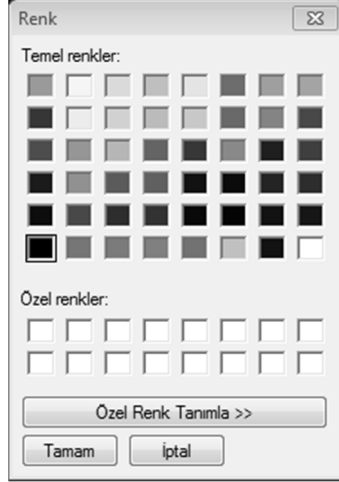 Renk
Temel renkler:
Özel renkler:
Özel Renk Tanımla >>
Tamam
İptal